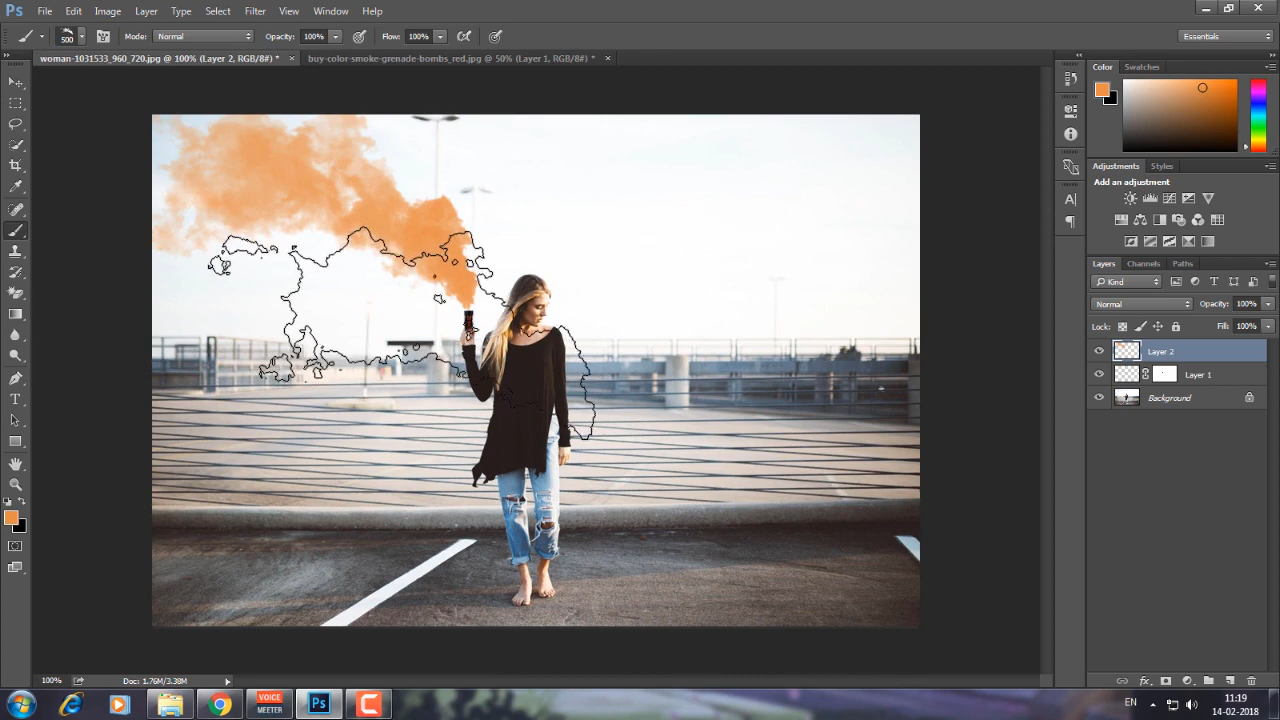 Ps File Edit Image Layer Type Select Filter View Window Help
500 Mode: Normal Opacity: 100% Flow: 100% Essentials
woman-1031533_960_720.jpg @ 100% (Layer 2, RGB/8#) * × buy-color-smoke-grenade-bombs_red.jpg @ 50% (Layer 1, RGB/8#) * ×
Color Swatches
Adjustments Styles
Add an adjustment
Layers Channels Paths
Kind
Normal Opacity: 100%
Lock: Fill: 100%
Layer 2
Layer 1
Background
100% Doc: 1.76M/3.38M
VOICE
MEETER
Ps
EN
11:19
14-02-2018